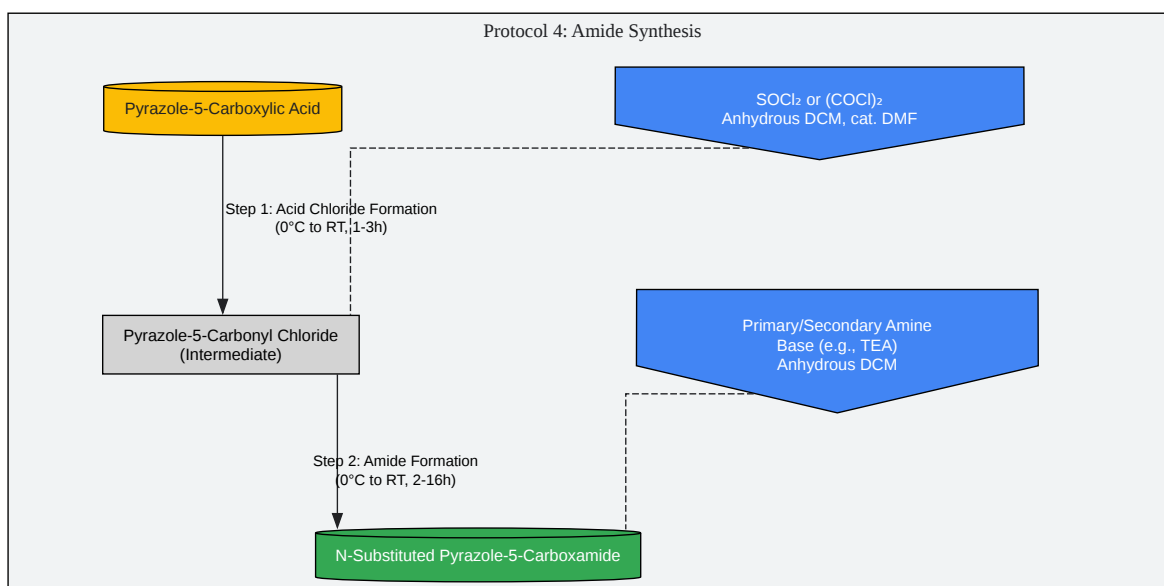 Protocol 4: Amide Synthesis
Pyrazole-5-Carboxylic Acid
SOCl₂ or (COCl)₂
Anhydrous DCM, cat. DMF
Step 1: Acid Chloride Formation
(0°C to RT, 1-3h)
Pyrazole-5-Carbonyl Chloride
(Intermediate)
Primary/Secondary Amine
Base (e.g., TEA)
Anhydrous DCM
Step 2: Amide Formation
(0°C to RT, 2-16h)
N-Substituted Pyrazole-5-Carboxamide